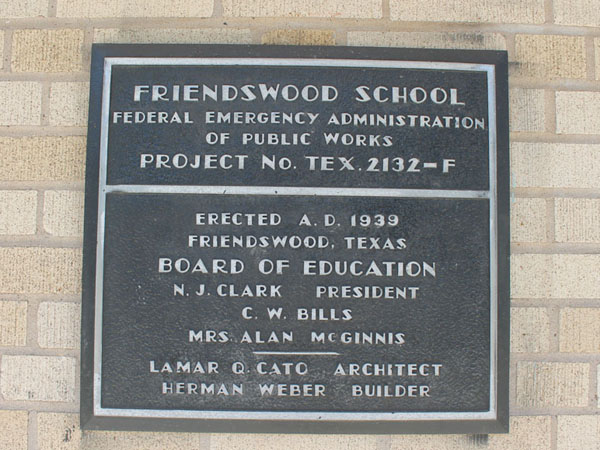 FRIENDSWOOD SCHOOL
FEDERAL EMERGENCY ADMINISTRATION
OF PUBLIC WORKS
PROJECT NO. TEX. 2132-F
ERECTED A.D. 1939
FRIENDSWOOD, TEXAS
BOARD OF EDUCATION
N. J. CLARK PRESIDENT
C. W. BILLS
MRS. ALAN MCGINNIS
LAMAR Q. CATO ARCHITECT
HERMAN WEBER BUILDER